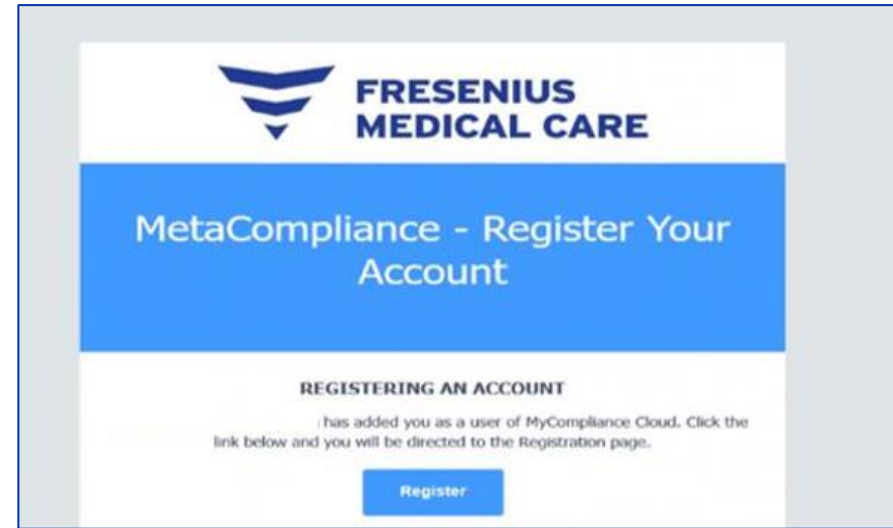 FRESENIUS
MEDICAL CARE
MetaCompliance - Register Your
Account
REGISTERING AN ACCOUNT
has added you as a user of MyCompliance Cloud. Click the
link below and you will be directed to the Registration page.
Register